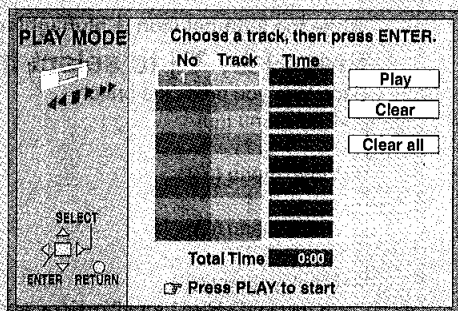 PLAY MODE
Choose a track, then press ENTER.
No Track Time
1
Play
Clear
Clear all
SELECT
ENTER RETURN
Total Time 0:00
☞ Press PLAY to start